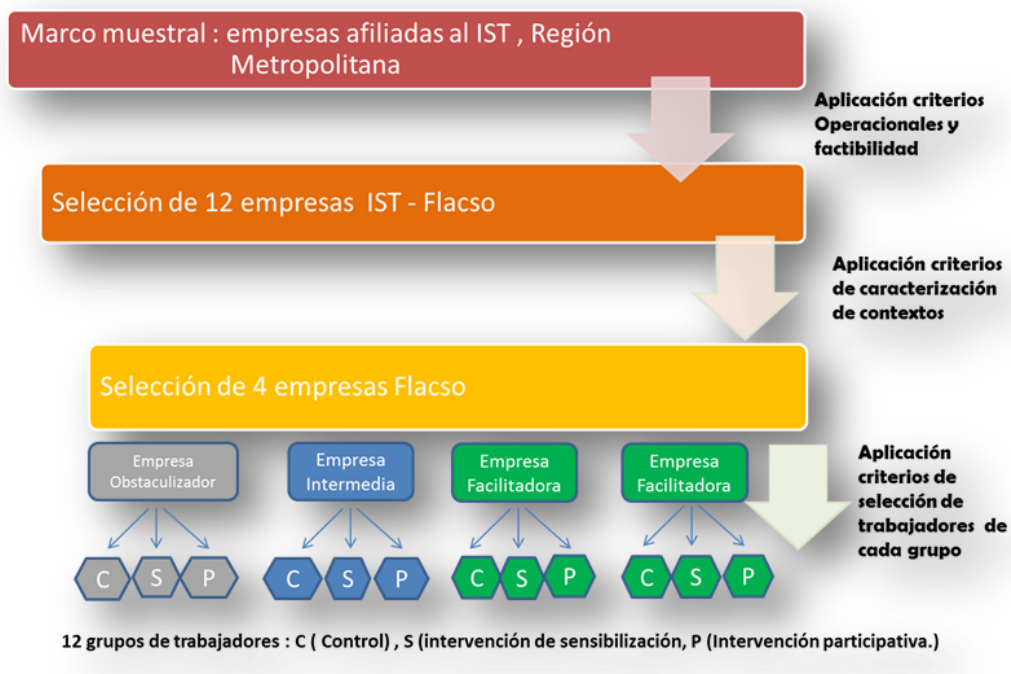 Marco muestral : empresas afiliadas al IST , Región
Metropolitana
Aplicación criterios
Operacionales y
factibilidad
Selección de 12 empresas IST - Flacso
Aplicación criterios
de caracterización
de contextos
Selección de 4 empresas Flacso
Empresa
Obstaculizador
Empresa
Intermedia
Empresa
Facilitadora
Empresa
Facilitadora
Aplicación
criterios de
selección de
trabajadores de
cada grupo
C S P
C S P
C S P
C S P
12 grupos de trabajadores : C ( Control) , S (intervención de sensibilización, P (Intervención participativa.)